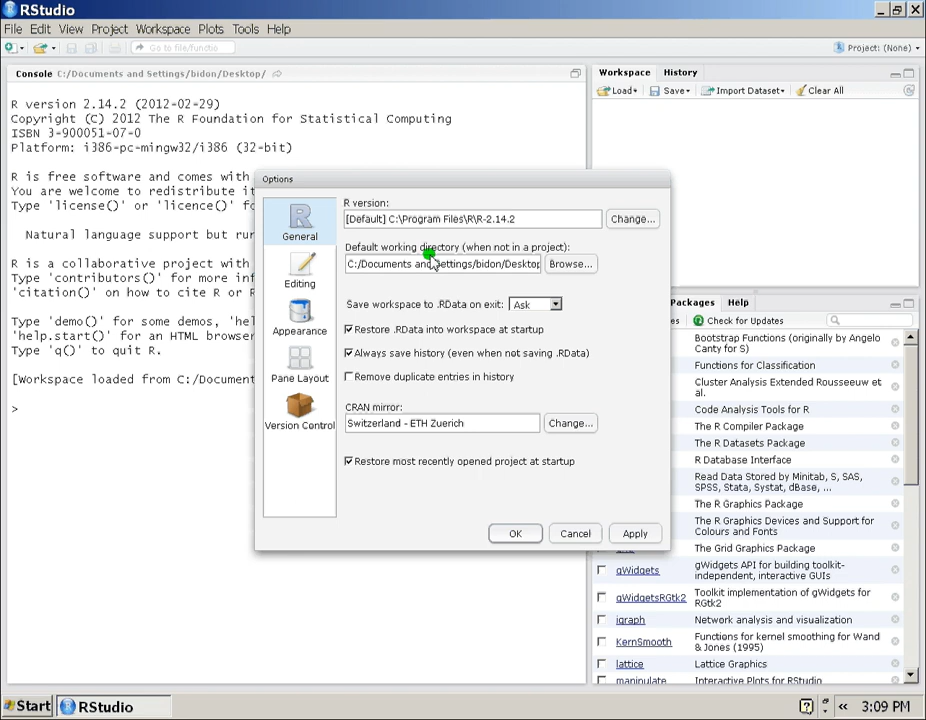 RStudio
File Edit View Project Workspace Plots Tools Help
Go to file/functio
Project: (None)
Console C:/Documents and Settings/bidon/Desktop/
R version 2.14.2 (2012-02-29)
Copyright (C) 2012 The R Foundation for Statistical Computing
ISBN 3-900051-07-0
Platform: i386-pc-mingw32/i386 (32-bit)
R is free software and comes with
You are welcome to redistribute i
Type 'license()' or 'licence()' f
Natural language support but ru
R is a collaborative project with
Type 'contributors()' for more in
'citation()' on how to cite R or R
Type 'demo()' for some demos, 'he
'help.start()' for an HTML browse
Type 'q()' to quit R.
[Workspace loaded from C:/Documen
>
Workspace History
Load Save Import Dataset Clear All
Options
General
Editing
Appearance
Pane Layout
Version Control
R version:
[Default] C:\Program Files\R\R-2.14.2
Change...
Default working directory (when not in a project):
C:/Documents and Settings/bidon/Desktop
Browse...
Save workspace to .RData on exit: Ask
Restore .RData into workspace at startup
Always save history (even when not saving .RData)
Remove duplicate entries in history
CRAN mirror:
Switzerland - ETH Zuerich
Change...
Restore most recently opened project at startup
OK Cancel Apply
Packages Help
es Check for Updates
Bootstrap Functions (originally by Angelo
Canty for S)
Functions for Classification
Cluster Analysis Extended Rousseeuw et
al.
Code Analysis Tools for R
The R Compiler Package
The R Datasets Package
R Database Interface
Read Data Stored by Minitab, S, SAS,
SPSS, Stata, Systat, dBase, ...
The R Graphics Package
The R Graphics Devices and Support for
Colours and Fonts
The Grid Graphics Package
gWidgets gWidgets API for building toolkit-
independent, interactive GUIs
gWidgetsRGtk2 Toolkit implementation of gWidgets for
RGtk2
igraph Network analysis and visualization
KernSmooth Functions for kernel smoothing for Wand
& Jones (1995)
lattice Lattice Graphics
manipulate Interactive Plots for RStudio
Start RStudio
3:09 PM